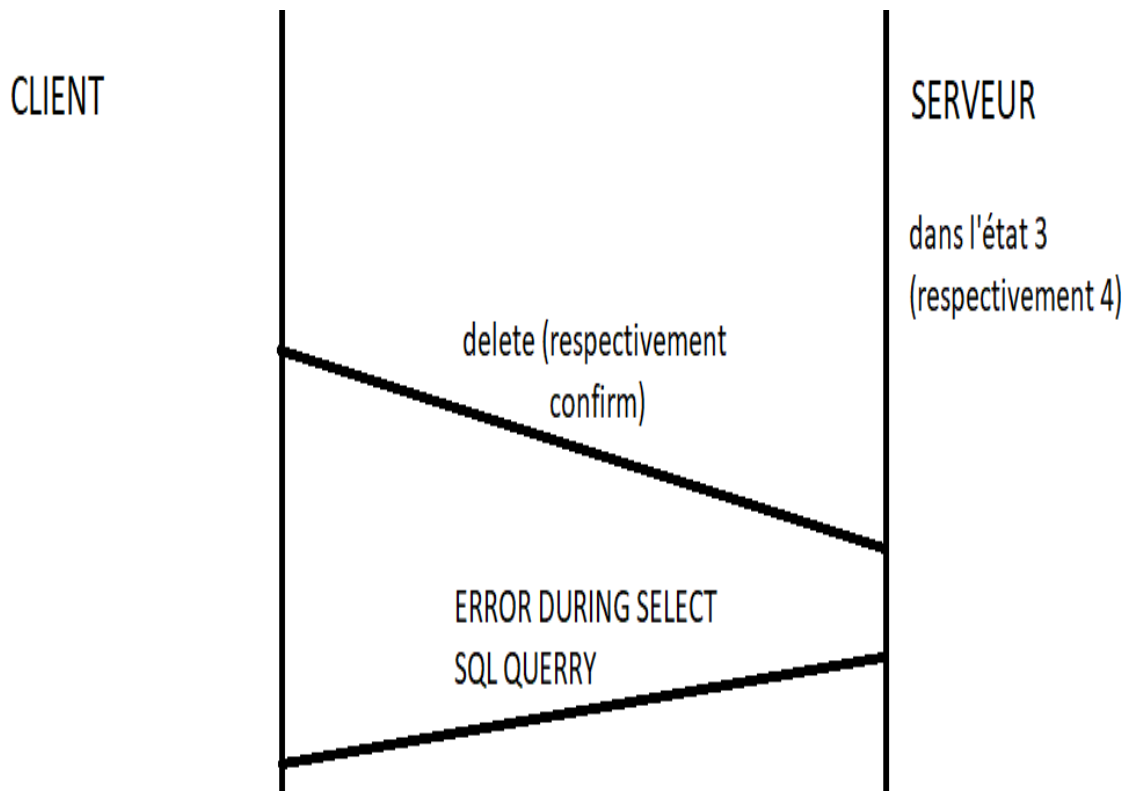 CLIENT
SERVEUR
dans l'état 3
(respectivement 4)
delete (respectivement
confirm)
ERROR DURING SELECT
SQL QUERRY